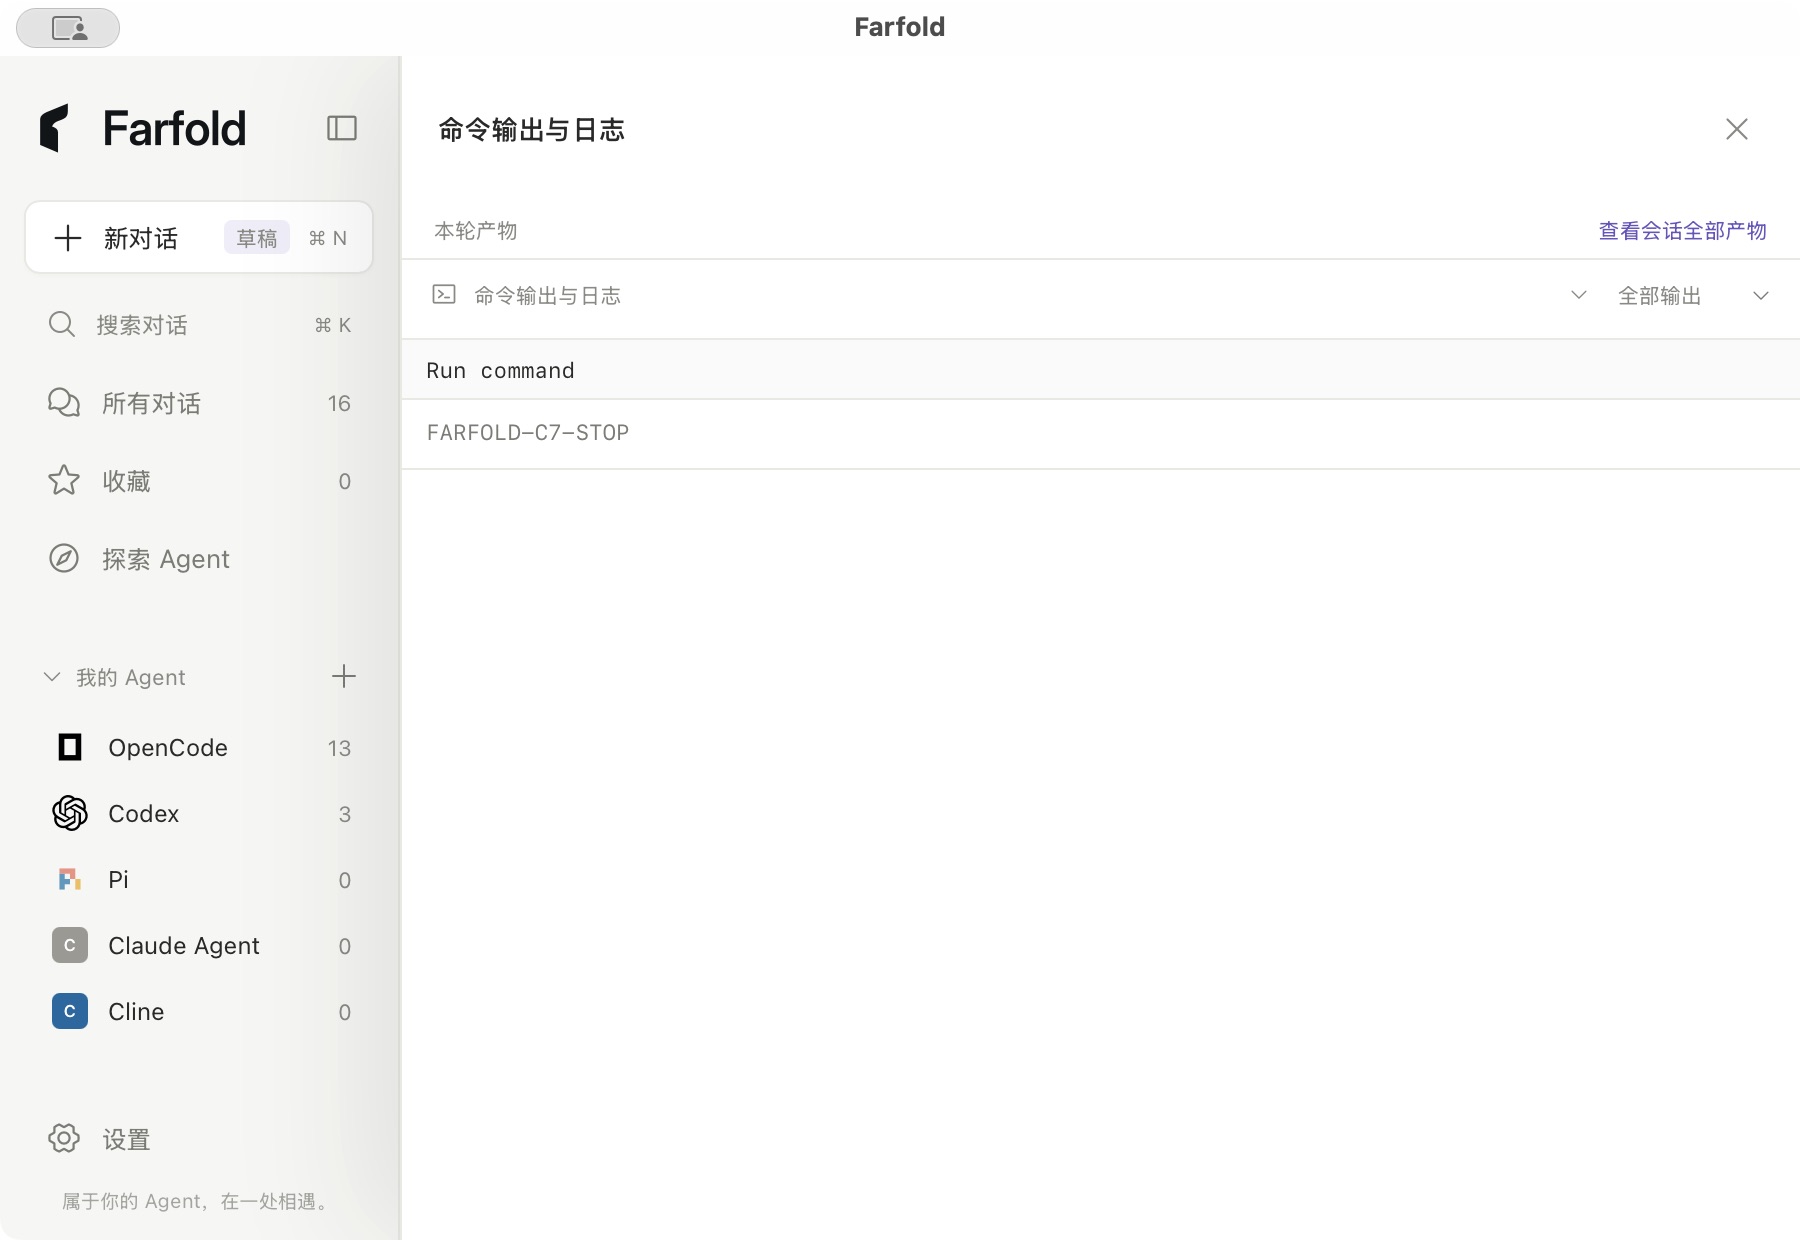 Farfold
Farfold
新对话 草稿 ⌘ N
搜索对话 ⌘ K
所有对话 16
收藏 0
探索 Agent
我的 Agent
OpenCode 13
Codex 3
Pi 0
C Claude Agent 0
C Cline 0
设置
属于你的 Agent，在一处相遇。
命令输出与日志
本轮产物 查看会话全部产物
命令输出与日志 全部输出
Run command
FARFOLD-C7-STOP